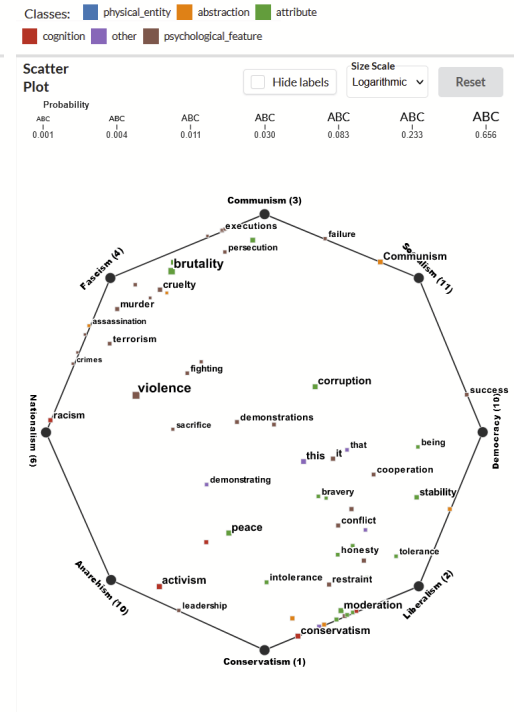 Classes: physical_entity abstraction attribute
cognition other psychological_feature
Scatter
Plot
Hide labels
Size Scale
Logarithmic
Reset
Probability
ABC ABC ABC ABC ABC ABC ABC
0.001 0.004 0.011 0.030 0.083 0.233 0.656
Communism (3)
executions
failure
persecution
Communism
Socialism (11)
Fascism (4)
brutality
cruelty
murder
assassination
terrorism
crimes
fighting
violence
corruption
success
Nationalism (6)
racism
sacrifice
demonstrations
Democracy (10)
that
being
this
it
cooperation
demonstrating
bravery
stability
conflict
peace
honesty
tolerance
Anarchism (10)
activism
intolerance
restraint
Liberalism (2)
leadership
moderation
conservatism
Conservatism (1)